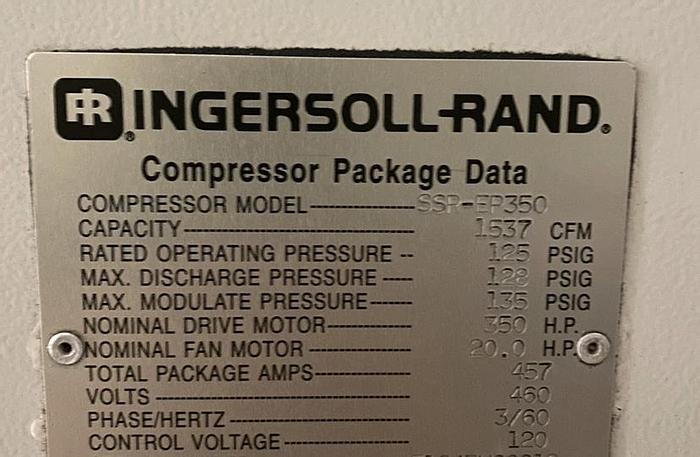 IR INGERSOLL-RAND®
Compressor Package Data
COMPRESSOR MODEL---------------SSR-EP350
CAPACITY------------------------------------1537 CFM
RATED OPERATING PRESSURE -- 125 PSIG
MAX. DISCHARGE PRESSURE ----- 128 PSIG
MAX. MODULATE PRESSURE------- 135 PSIG
NOMINAL DRIVE MOTOR------------- 350 H.P.
NOMINAL FAN MOTOR --------------- 20.0 H.P.
TOTAL PACKAGE AMPS-------------- 457
VOLTS ------------------------------------- 460
PHASE/HERTZ --------------------------- 3/60
CONTROL VOLTAGE ------------------- 120